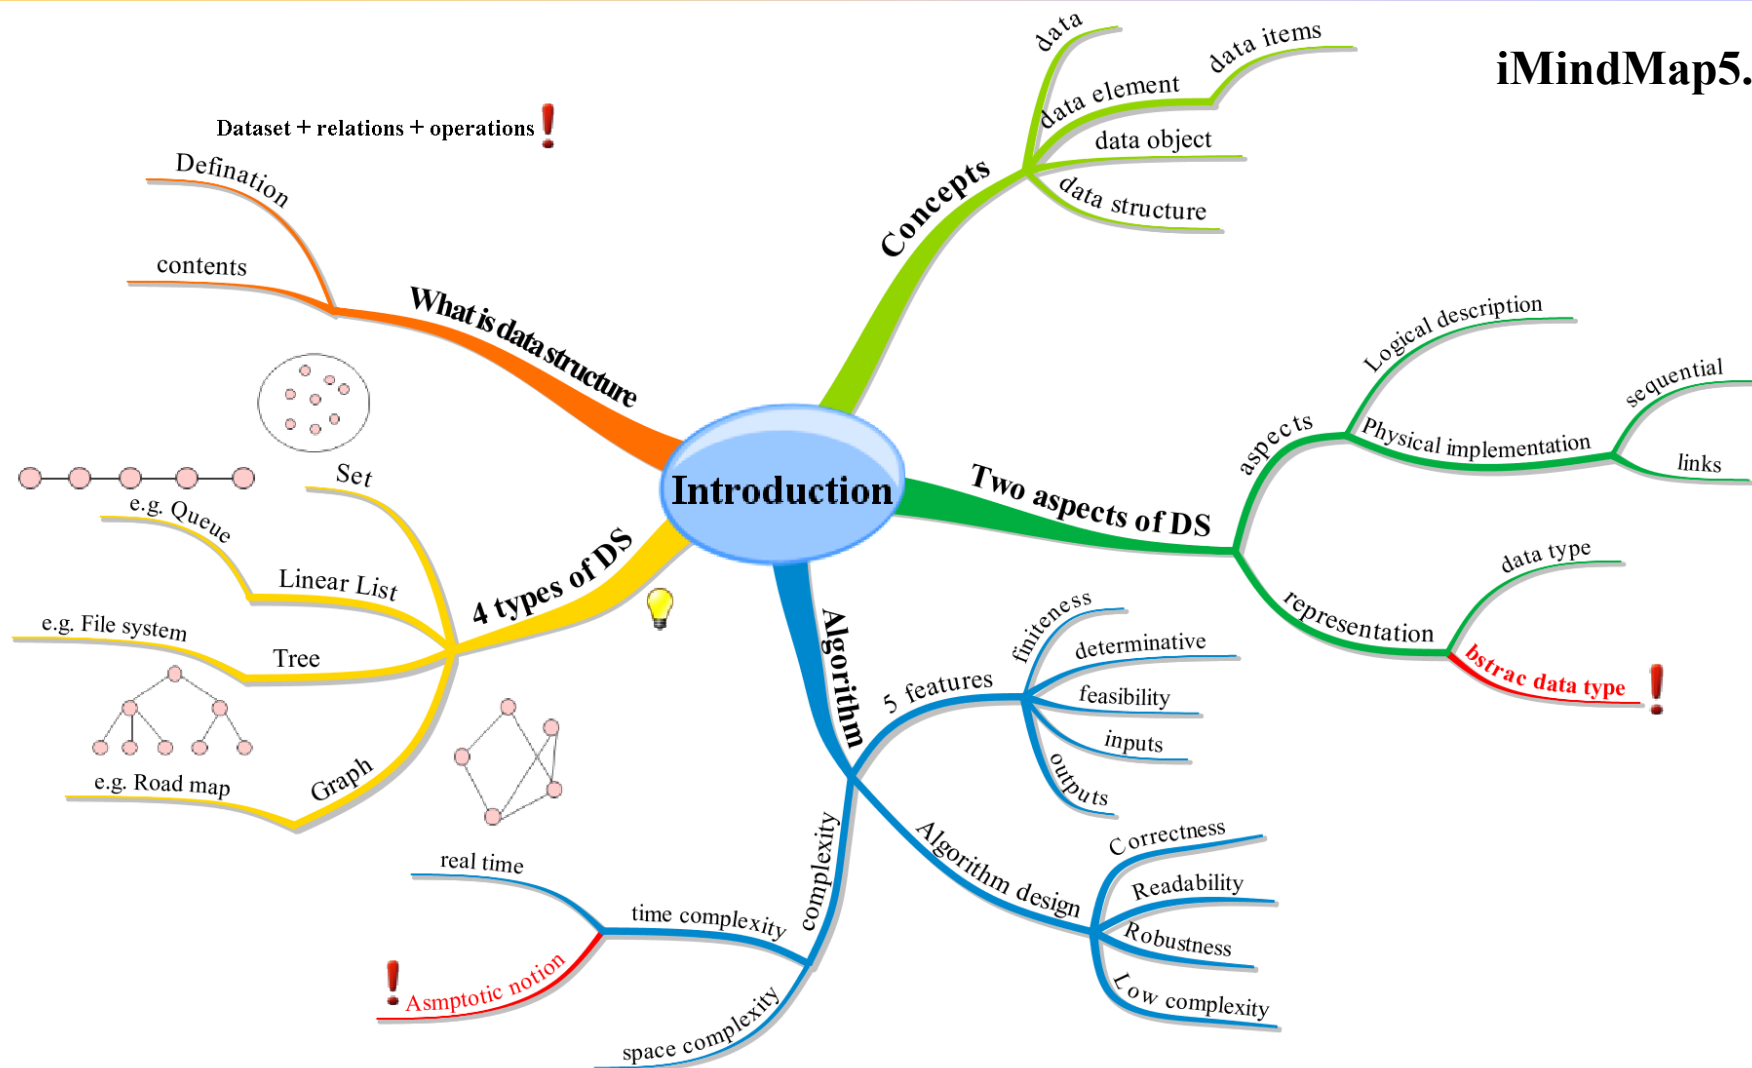 iMindMap5.
Introduction
Concepts
data
data element
data items
data object
data structure
Two aspects of DS
aspects
Logical description
Physical implementation
sequential
links
representation
data type
bstrac data type
Algorithm
5 features
finiteness
determinative
feasibility
inputs
outputs
Algorithm design
Correctness
Readability
Robustness
Low complexity
complexity
time complexity
real time
Asmptotic notion
space complexity
4 types of DS
Set
Linear List
e.g. Queue
Tree
e.g. File system
Graph
e.g. Road map
What is data structure
Defination
Dataset + relations + operations
contents